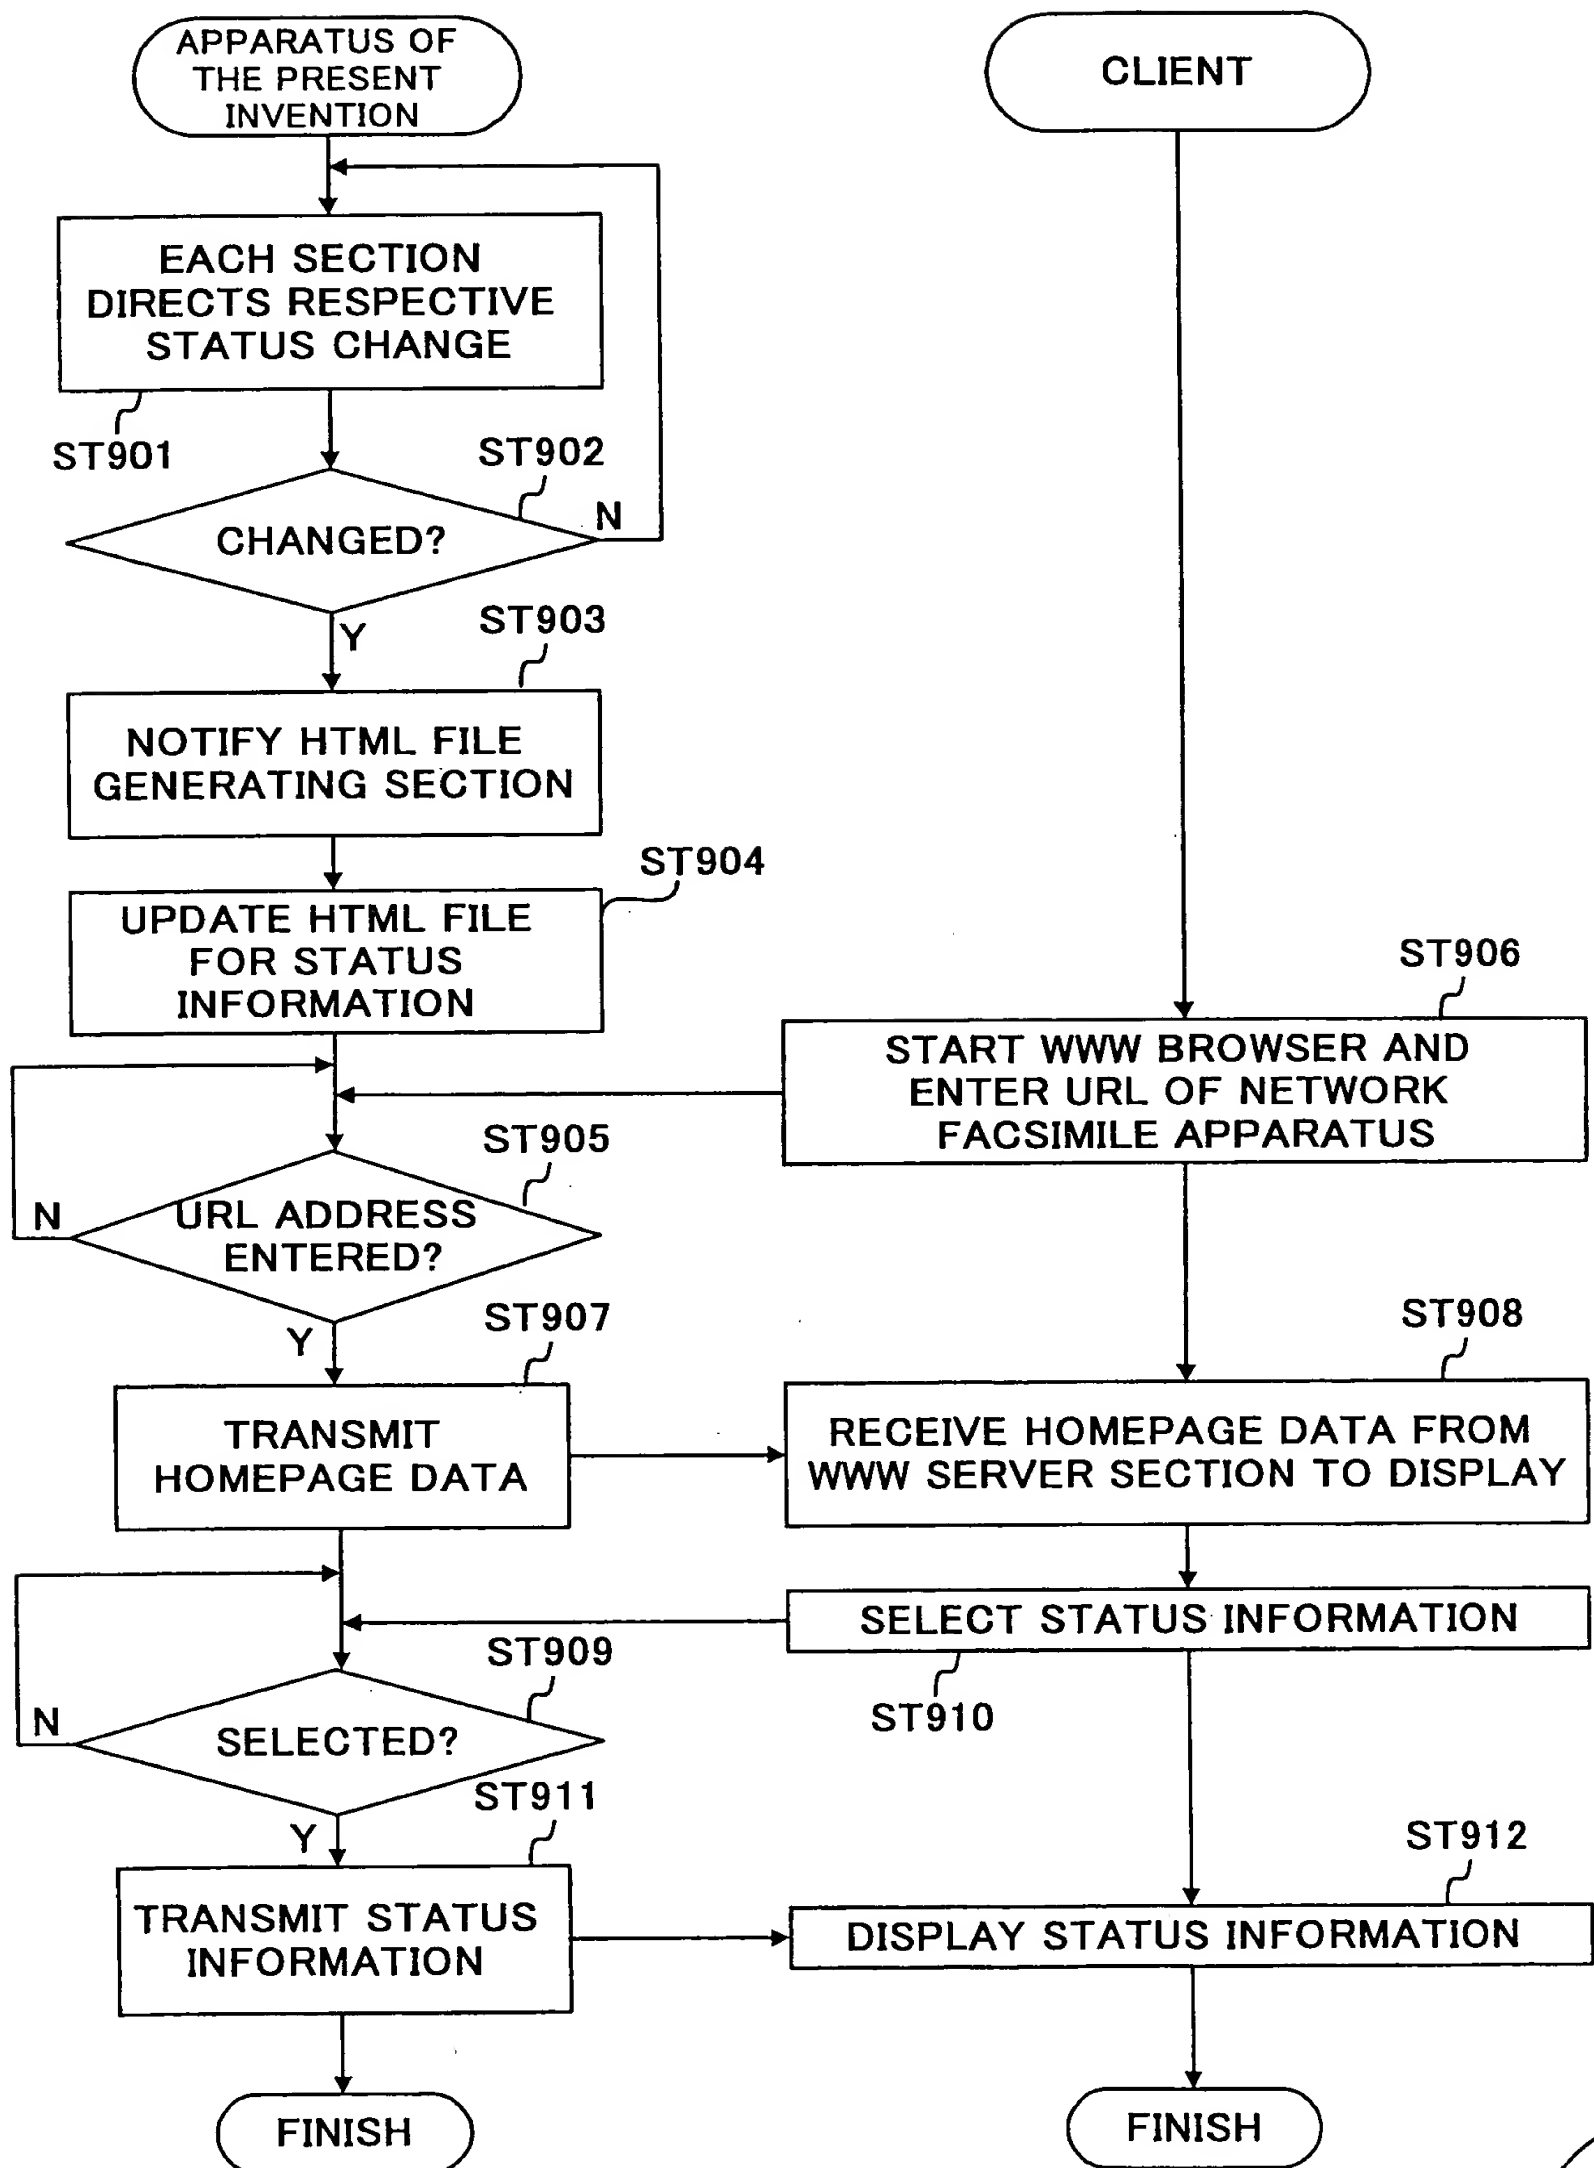 APPARATUS OF
THE PRESENT
INVENTION
CLIENT
EACH SECTION
DIRECTS RESPECTIVE
STATUS CHANGE
ST901
ST902
CHANGED?
N
Y
ST903
NOTIFY HTML FILE
GENERATING SECTION
ST904
UPDATE HTML FILE
FOR STATUS
INFORMATION
ST906
START WWW BROWSER AND
ENTER URL OF NETWORK
FACSIMILE APPARATUS
ST905
URL ADDRESS
ENTERED?
N
Y
ST907
TRANSMIT
HOMEPAGE DATA
ST908
RECEIVE HOMEPAGE DATA FROM
WWW SERVER SECTION TO DISPLAY
SELECT STATUS INFORMATION
ST910
ST909
SELECTED?
N
Y
ST911
TRANSMIT STATUS
INFORMATION
ST912
DISPLAY STATUS INFORMATION
FINISH
FINISH